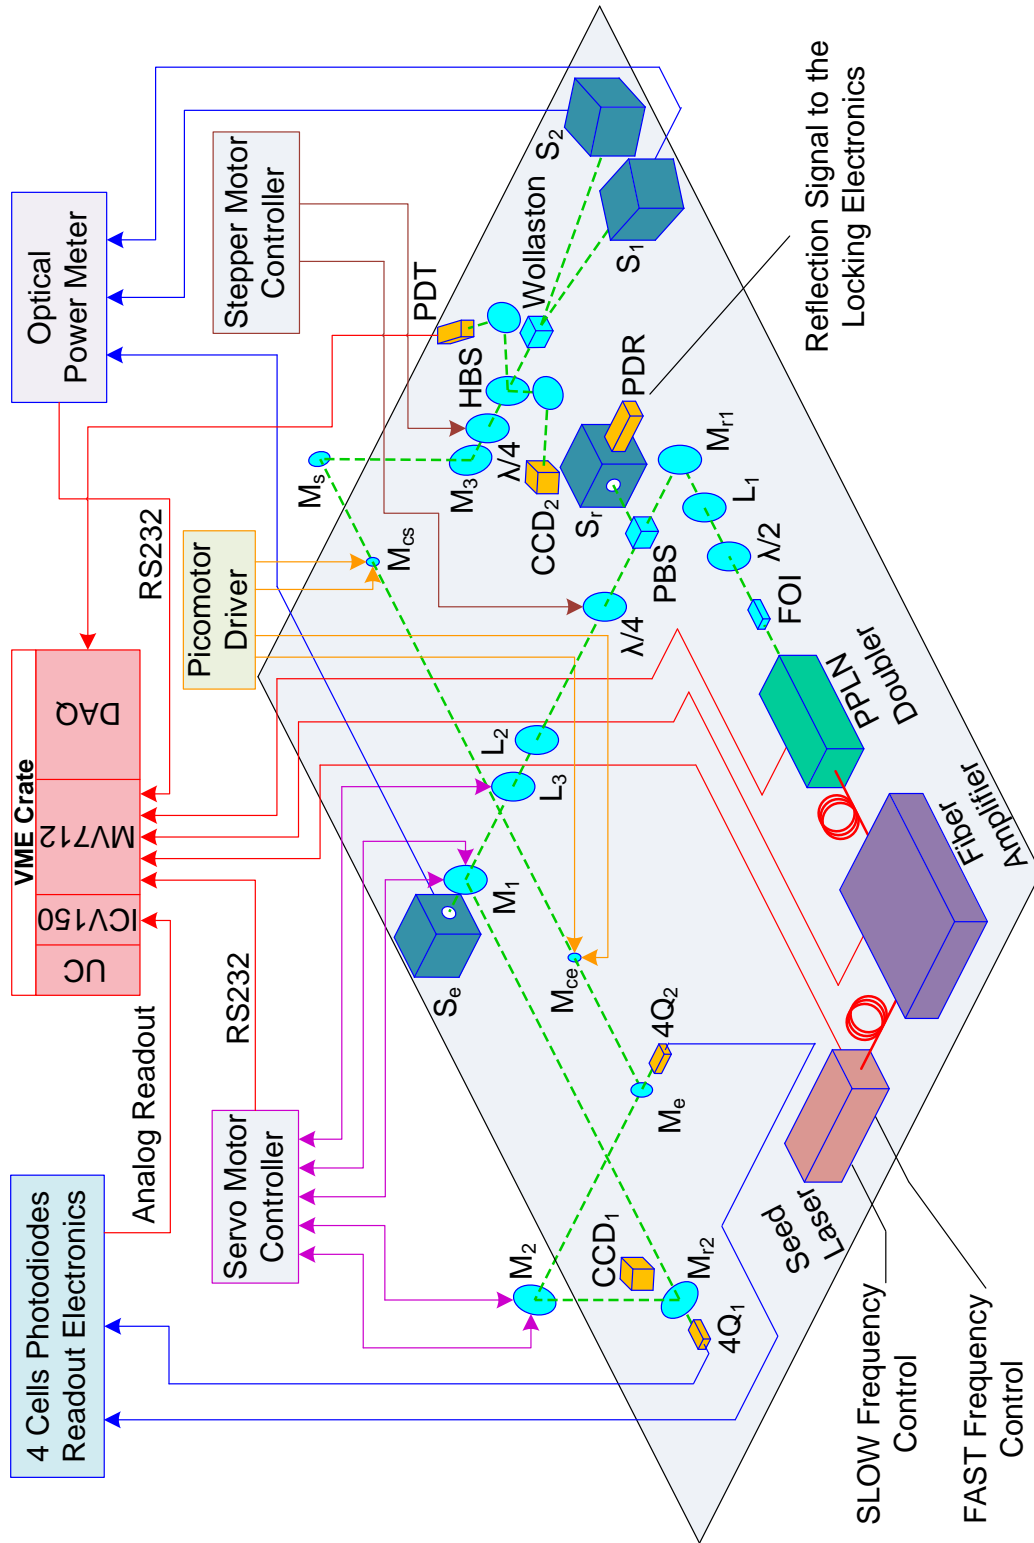 4 Cells Photodiodes
Readout Electronics
Analog Readout
VME Crate
UC
ICV150
MV712
DAQ
RS232
RS232
Optical
Power Meter
Servo Motor
Controller
Picomotor
Driver
Stepper Motor
Controller
M2
CCD1
Mr2
4Q1
Me
4Q2
Mce
Se
M1
L3
L2
λ/4
Mcs
Ms
M3
λ/4
HBS
PDT
CCD2
Wollaston
S1
S2
Sr
PDR
PBS
Mr1
L1
λ/2
FOI
PPLN
Doubler
Fiber
Amplifier
Seed
Laser
SLOW Frequency
Control
FAST Frequency
Control
Reflection Signal to the
Locking Electronics